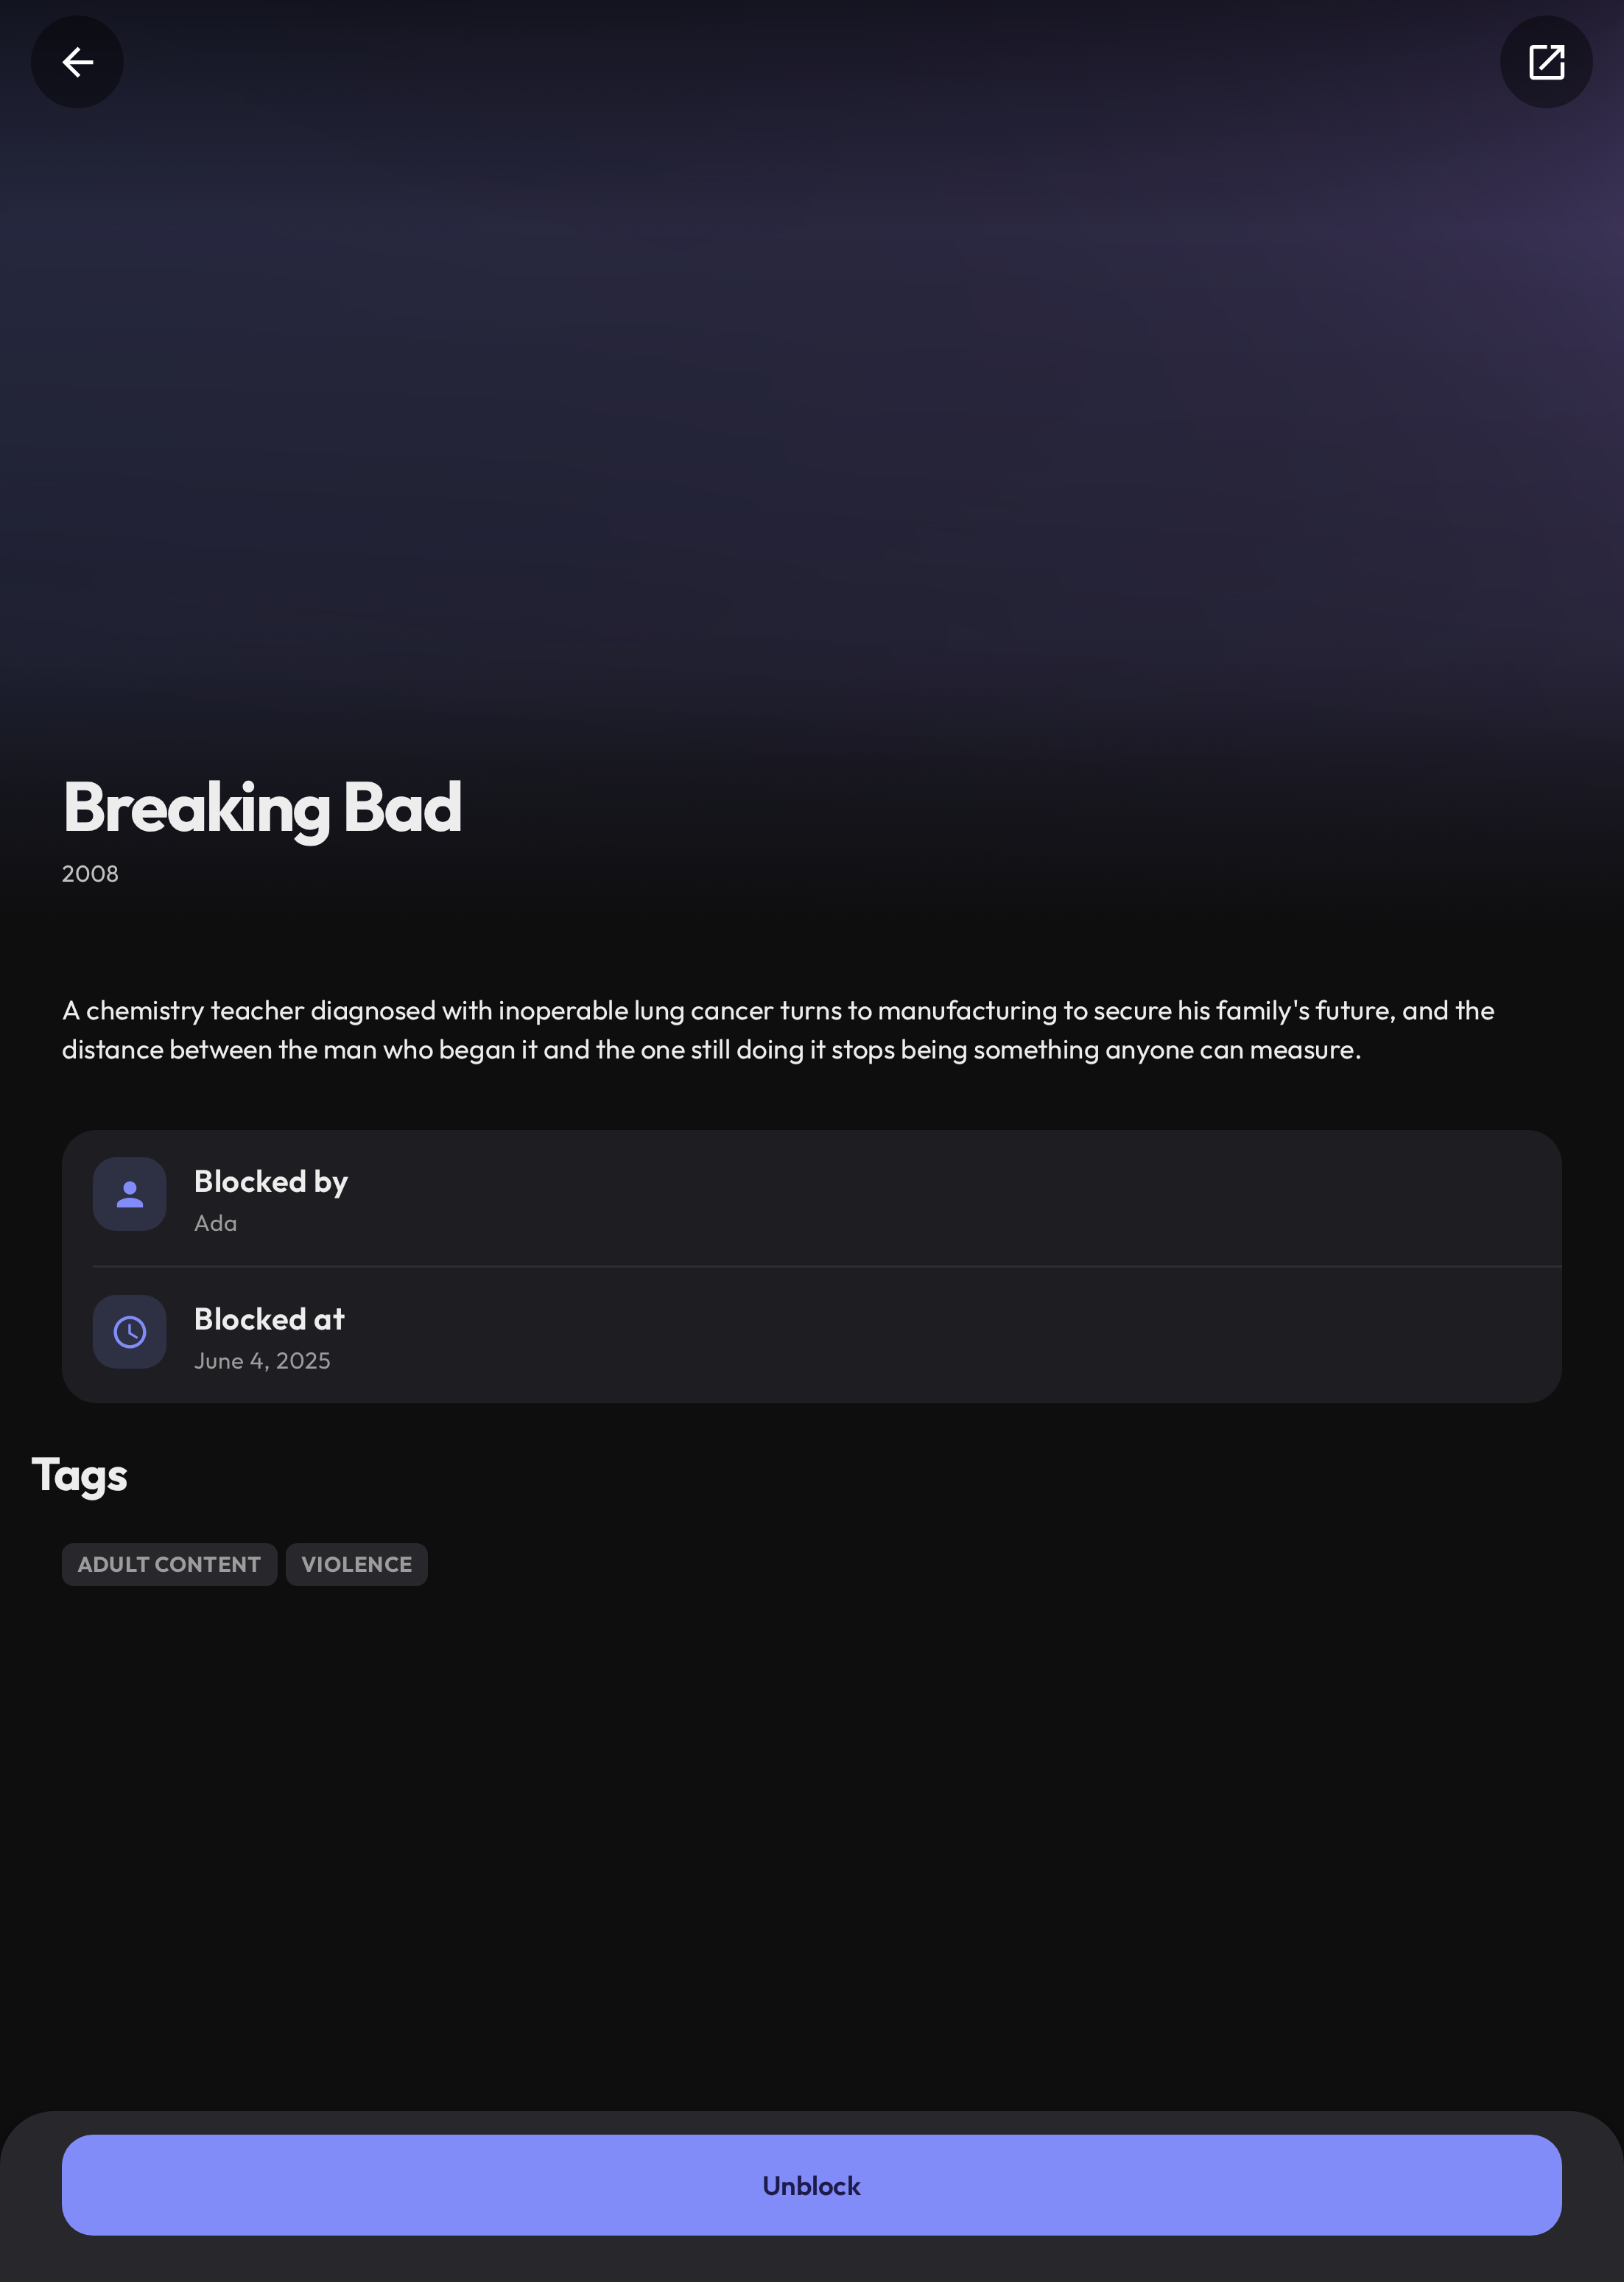 Breaking Bad
2008
A chemistry teacher diagnosed with inoperable lung cancer turns to manufacturing to secure his family's future, and the
distance between the man who began it and the one still doing it stops being something anyone can measure.
Blocked by
Ada
Blocked at
June 4, 2025
Tags
ADULT CONTENT VIOLENCE
Unblock